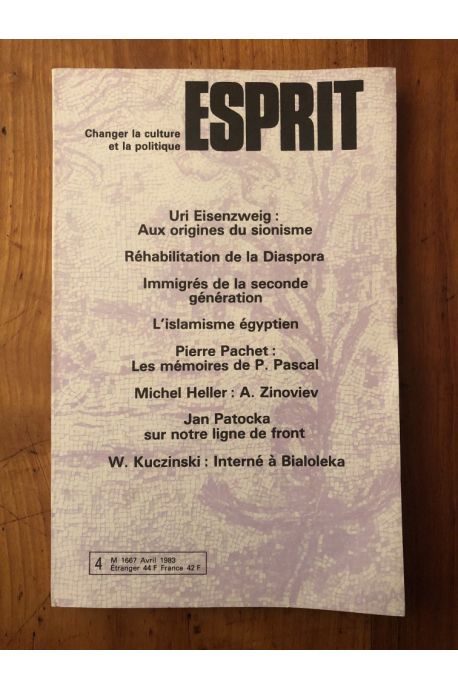 ESPRIT
Changer la culture
et la politique
Uri Eisenzweig :
Aux origines du sionisme
Réhabilitation de la Diaspora
Immigrés de la seconde
génération
L'islamisme égyptien
Pierre Pachet :
Les mémoires de P. Pascal
Michel Heller : A. Zinoviev
Jan Patocka
sur notre ligne de front
W. Kuczinski : Interné à Bialoleka
4
M 1667 Avril 1983
Étranger 44 F France 42 F